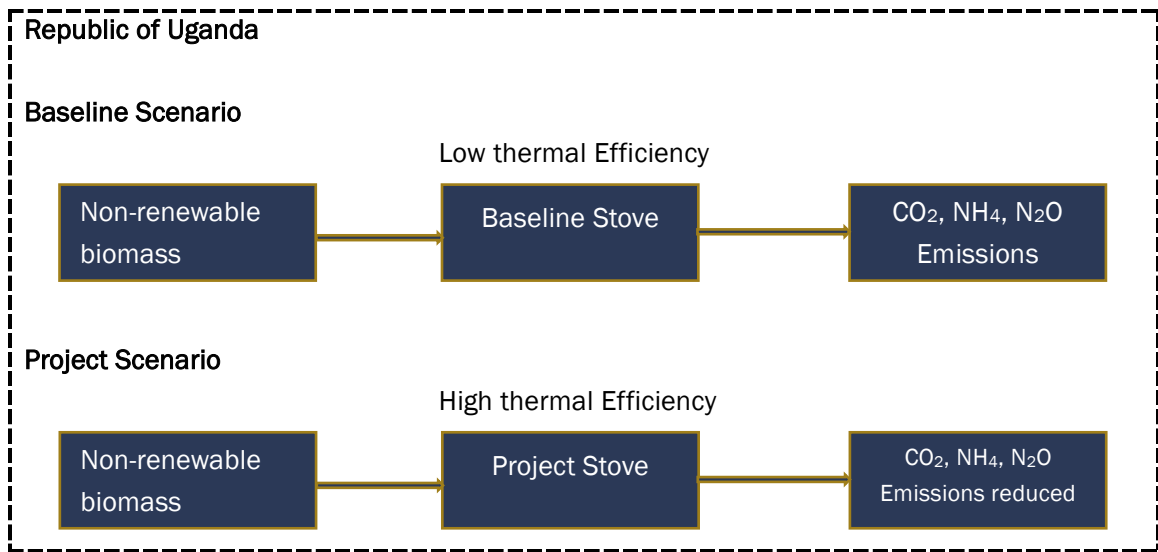 Republic of Uganda
Baseline Scenario
Low thermal Efficiency
Non-renewable
biomass
Baseline Stove
CO₂, NH₄, N₂O
Emissions
Project Scenario
High thermal Efficiency
Non-renewable
biomass
Project Stove
CO₂, NH₄, N₂O
Emissions reduced